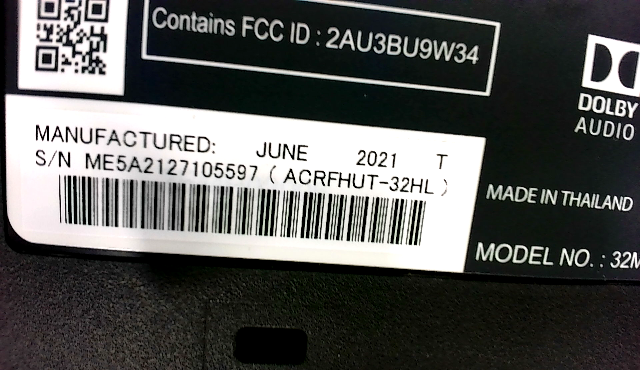 Contains FCC ID : 2AU3BU9W34
DOLBY
AUDIO
MANUFACTURED: JUNE 2021 T
S/N ME5A2127105597 ( ACRFHUT-32HL )
MADE IN THAILAND
MODEL NO. : 32M